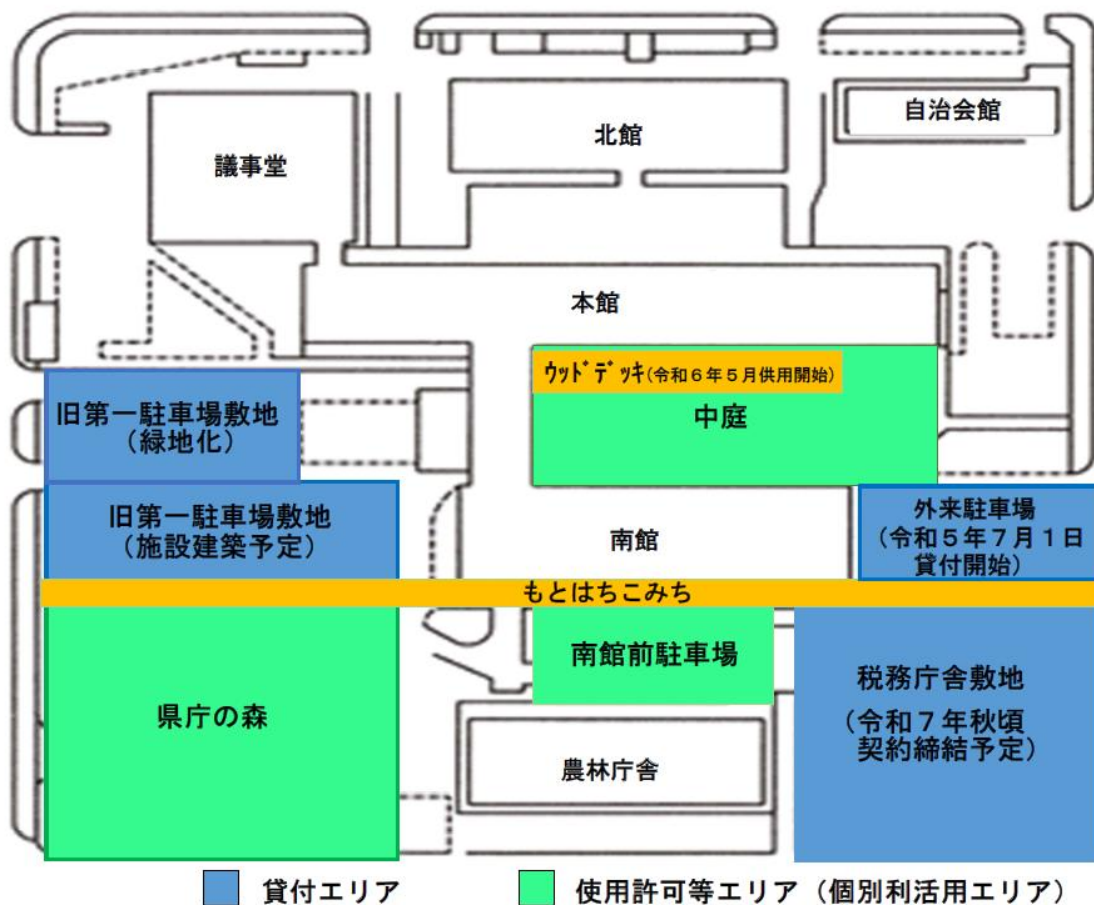 議事堂
北館
自治会館
本館
ウッドデッキ(令和６年５月供用開始)
中庭
旧第一駐車場敷地
（緑地化）
旧第一駐車場敷地
（施設建築予定）
南館
外来駐車場
（令和５年７月１日
貸付開始）
もとはちこみち
県庁の森
南館前駐車場
税務庁舎敷地
（令和７年秋頃
契約締結予定）
農林庁舎
貸付エリア
使用許可等エリア（個別利活用エリア）